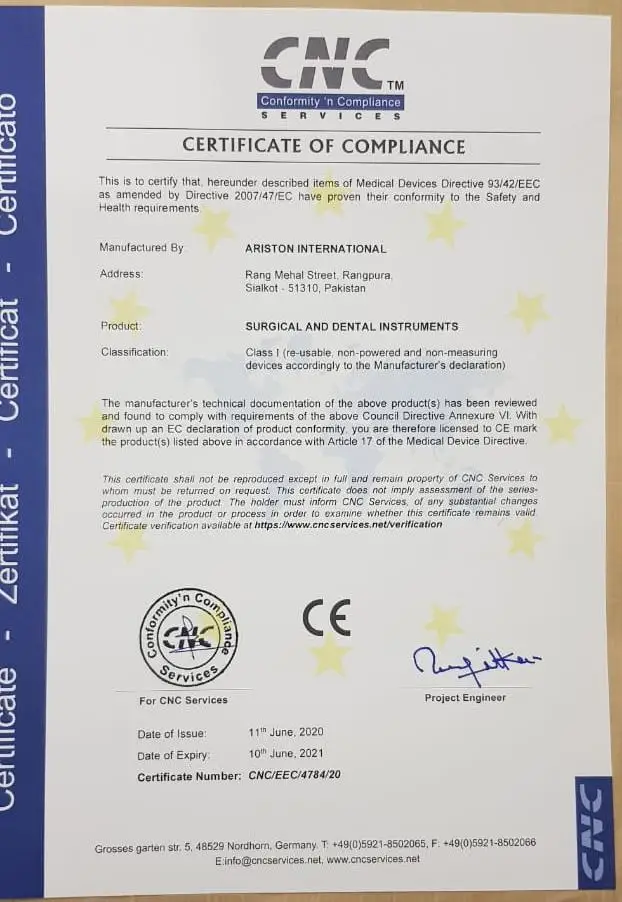 Certificate - Zertifikat - Certificat - Certificato
CNC TM
Conformity 'n Compliance
SERVICES
CERTIFICATE OF COMPLIANCE
This is to certify that, hereunder described items of Medical Devices Directive 93/42/EEC
as amended by Directive 2007/47/EC have proven their conformity to the Safety and
Health requirements.
Manufactured By: ARISTON INTERNATIONAL
Address: Rang Mehal Street, Rangpura,
Sialkot - 51310, Pakistan
Product: SURGICAL AND DENTAL INSTRUMENTS
Classification: Class I (re-usable, non-powered and non-measuring
devices accordingly to the Manufacturer's declaration)
The manufacturer's technical documentation of the above product(s) has been reviewed
and found to comply with requirements of the above Council Directive Annexure VI. With
drawn up an EC declaration of product conformity, you are therefore licensed to CE mark
the product(s) listed above in accordance with Article 17 of the Medical Device Directive.
This certificate shall not be reproduced except in full and remain property of CNC Services to
whom must be returned on request. This certificate does not imply assessment of the series-
production of the product. The holder must inform CNC Services, of any substantial changes
occurred in the product or process in order to examine whether this certificate remains valid.
Certificate verification available at https://www.cncservices.net/verification
Conformity'n Compliance
CNC
Services
CE
For CNC Services
Project Engineer
Date of Issue: 11th June, 2020
Date of Expiry: 10th June, 2021
Certificate Number: CNC/EEC/4784/20
CNC
Grosses garten str. 5, 48529 Nordhorn, Germany. T: +49(0)5921-8502065, F: +49(0)5921-8502066
E.info@cncservices.net, www.cncservices.net